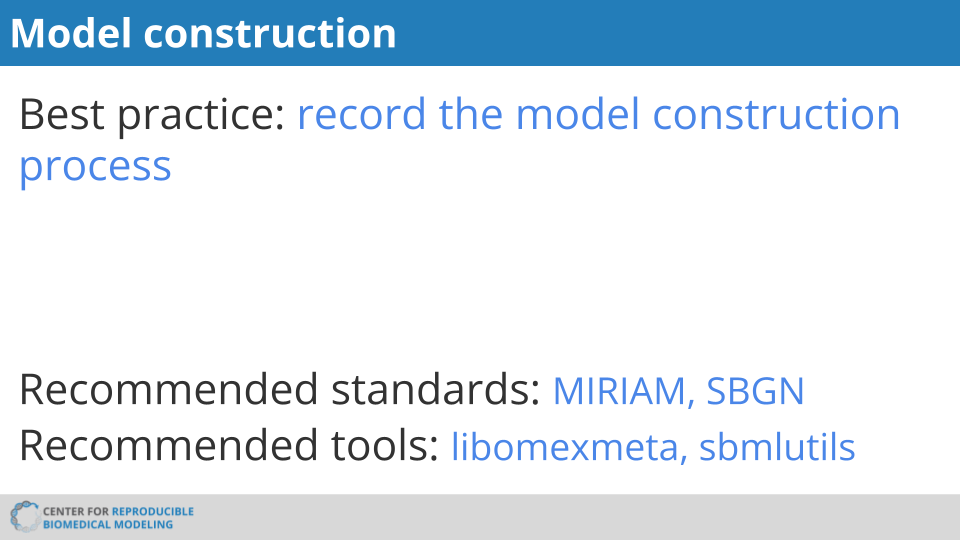 Model construction
Best practice: record the model construction
process
Recommended standards: MIRIAM, SBGN
Recommended tools: libomexmeta, sbmlutils
CENTER FOR REPRODUCIBLE
BIOMEDICAL MODELING